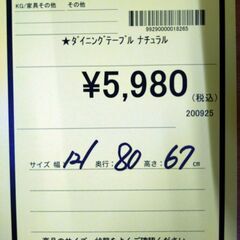 KG/家具その他 その他
9929000018265
★ダイニングテーブル ナチュラル
¥5,980
(税込)
200925
サイズ 幅 121 奥行: 80 高さ: 67 cm